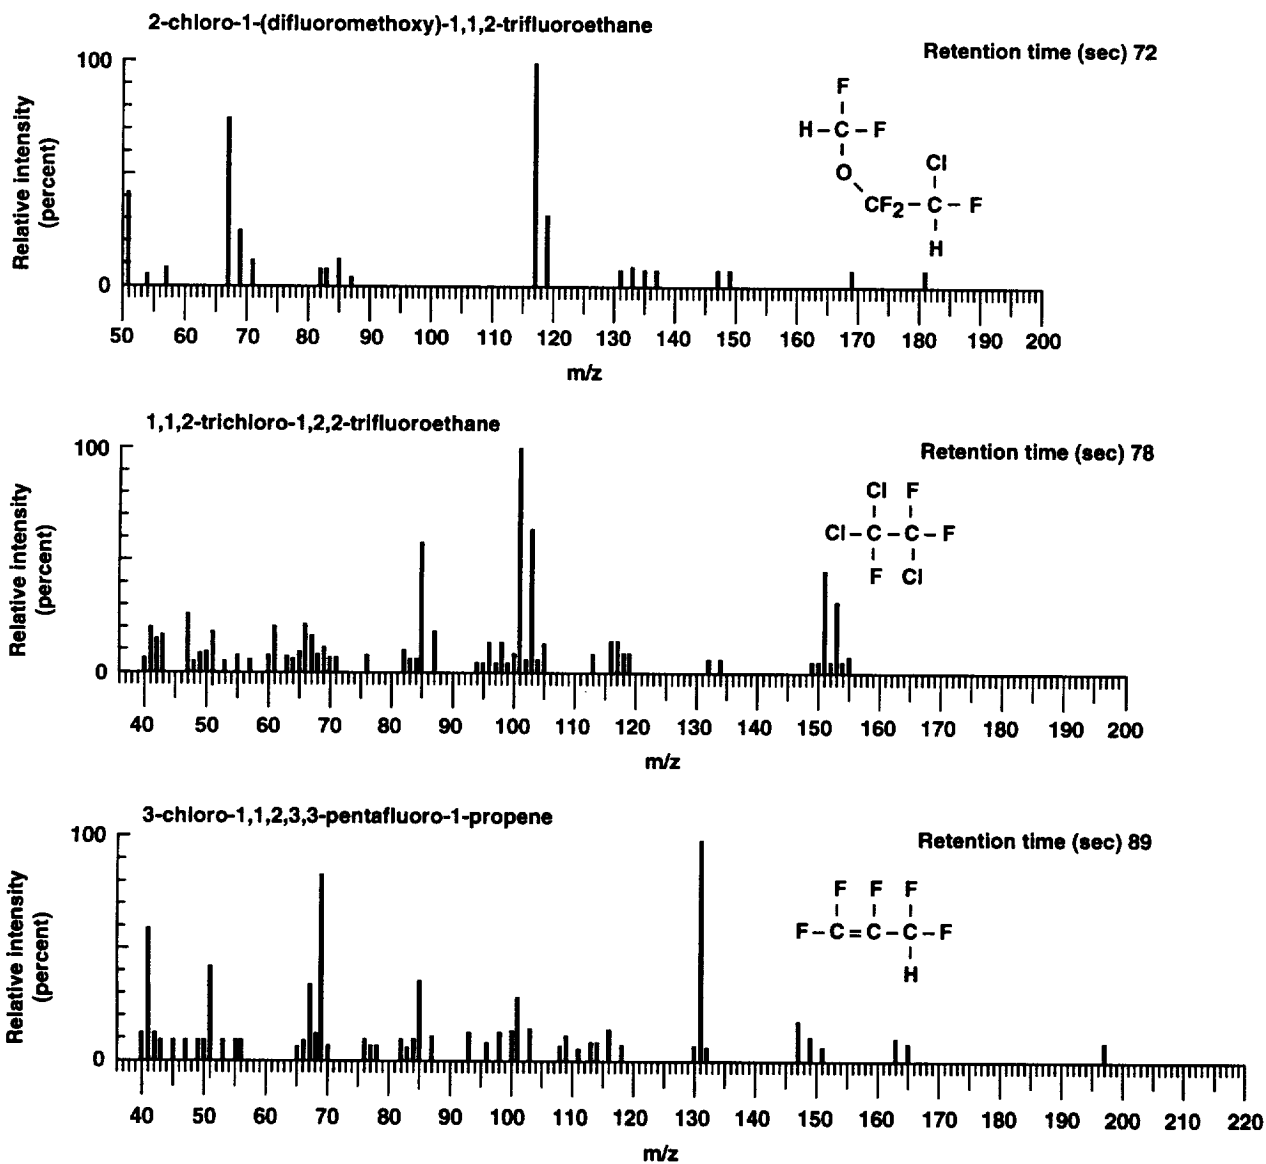 2-chloro-1-(difluoromethoxy)-1,1,2-trifluoroethane
Retention time (sec) 72
100
0
Relative intensity
(percent)
F
H-C-F
O
Cl
CF2-C-F
H
50 60 70 80 90 100 110 120 130 140 150 160 170 180 190 200
m/z
1,1,2-trichloro-1,2,2-trifluoroethane
Retention time (sec) 78
100
0
Relative intensity
(percent)
Cl F
Cl-C-C-F
F Cl
40 50 60 70 80 90 100 110 120 130 140 150 160 170 180 190 200
m/z
3-chloro-1,1,2,3,3-pentafluoro-1-propene
Retention time (sec) 89
100
0
Relative intensity
(percent)
F F F
F-C=C-C-F
H
40 50 60 70 80 90 100 110 120 130 140 150 160 170 180 190 200 210 220
m/z